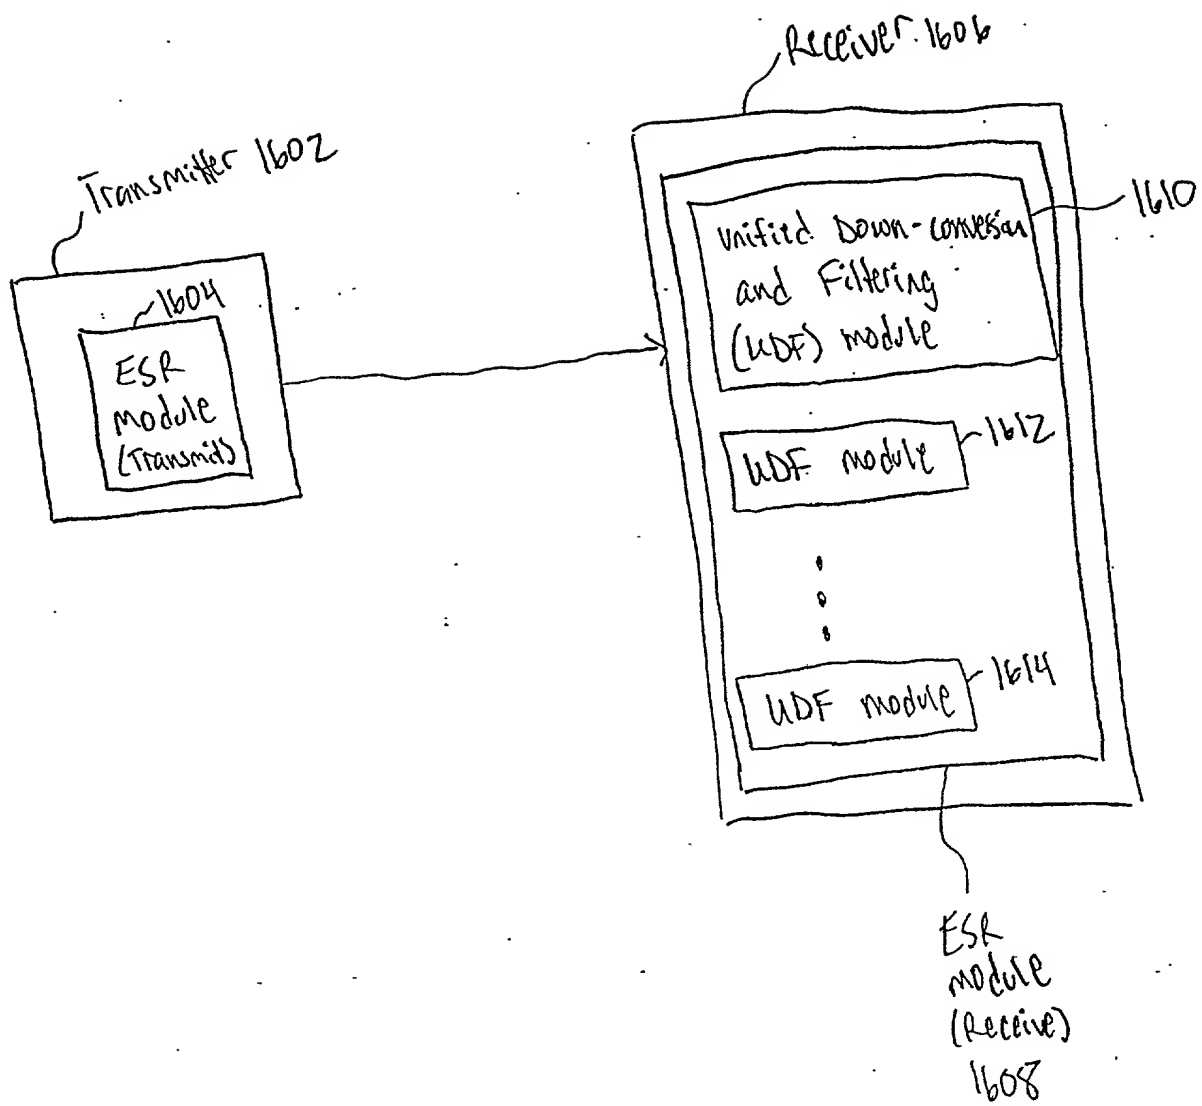 Receiver 1606
Transmitter 1602
1604
ESR
module
(Transmit)
1610
Unified Down-conversion
and Filtering
(UDF) module
1612
UDF module
1614
UDF module
ESR
module
(Receive)
1608